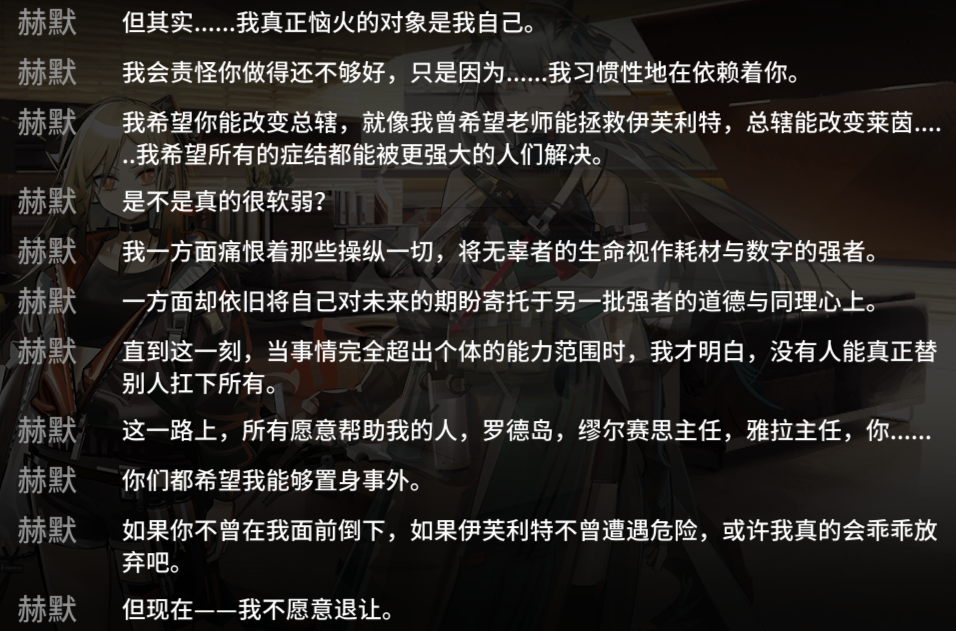 赫默 但其实......我真正恼火的对象是我自己。
赫默 我会责怪你做得还不够好，只是因为......我习惯性地在依赖着你。
赫默 我希望你能改变总辖，就像我曾希望老师能拯救伊芙利特，总辖能改变莱茵....
..我希望所有的症结都能被更强大的人们解决。
赫默 是不是真的很软弱？
赫默 我一方面痛恨着那些操纵一切，将无辜者的生命视作耗材与数字的强者。
赫默 一方面却依旧将自己对未来的期盼寄托于另一批强者的道德与同理心上。
赫默 直到这一刻，当事情完全超出个体的能力范围时，我才明白，没有人能真正替
别人扛下所有。
赫默 这一路上，所有愿意帮助我的人，罗德岛，缪尔赛思主任，雅拉主任，你......
赫默 你们都希望我能够置身事外。
赫默 如果你不曾在我面前倒下，如果伊芙利特不曾遭遇危险，或许我真的会乖乖放
弃吧。
赫默 但现在——我不愿意退让。